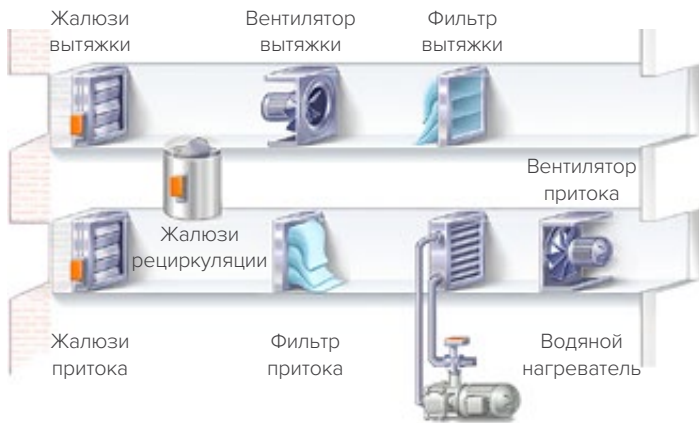 Жалюзи
вытяжки
Вентилятор
вытяжки
Фильтр
вытяжки
Вентилятор
притока
Жалюзи
рециркуляции
Жалюзи
притока
Фильтр
притока
Водяной
нагреватель